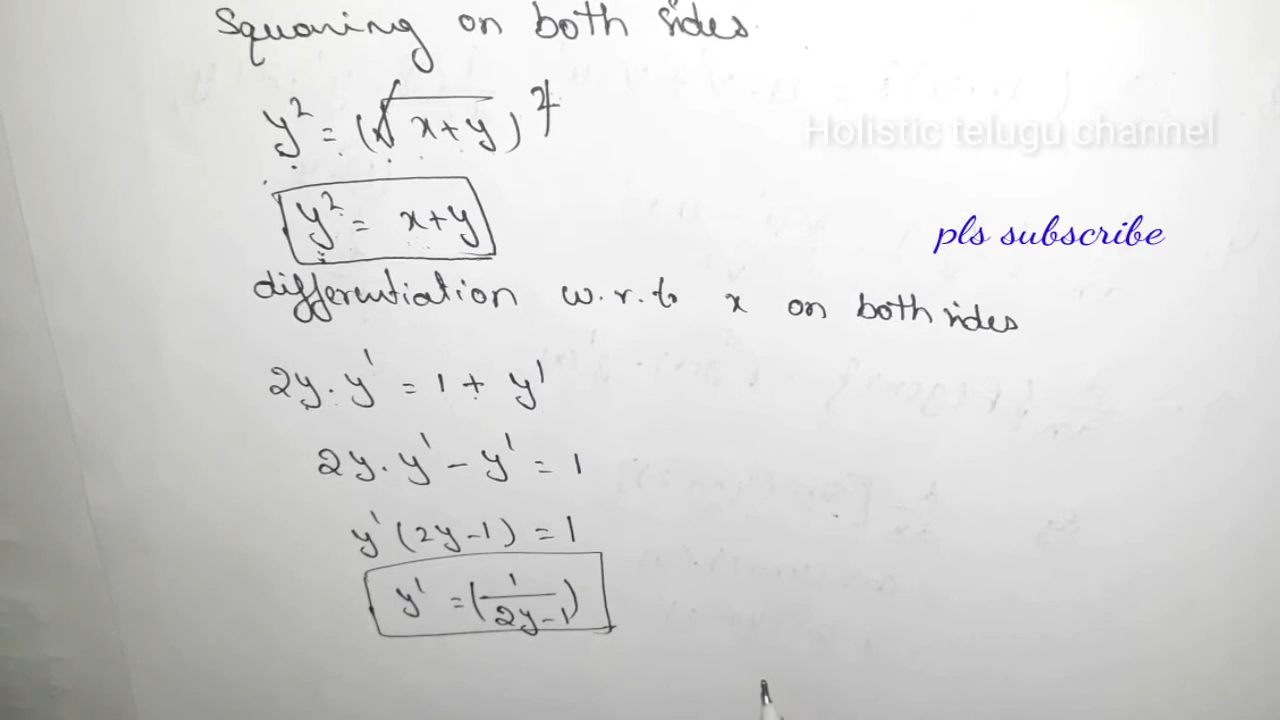 Squaring on both sides
y² = (√x+y)²
Holistic telugu channel
y² = x+y
pls subscribe
differentiation w.r.to x on both sides
2y.y' = 1 + y'
2y.y' - y' = 1
y'(2y-1) = 1
y' = (1/2y-1)